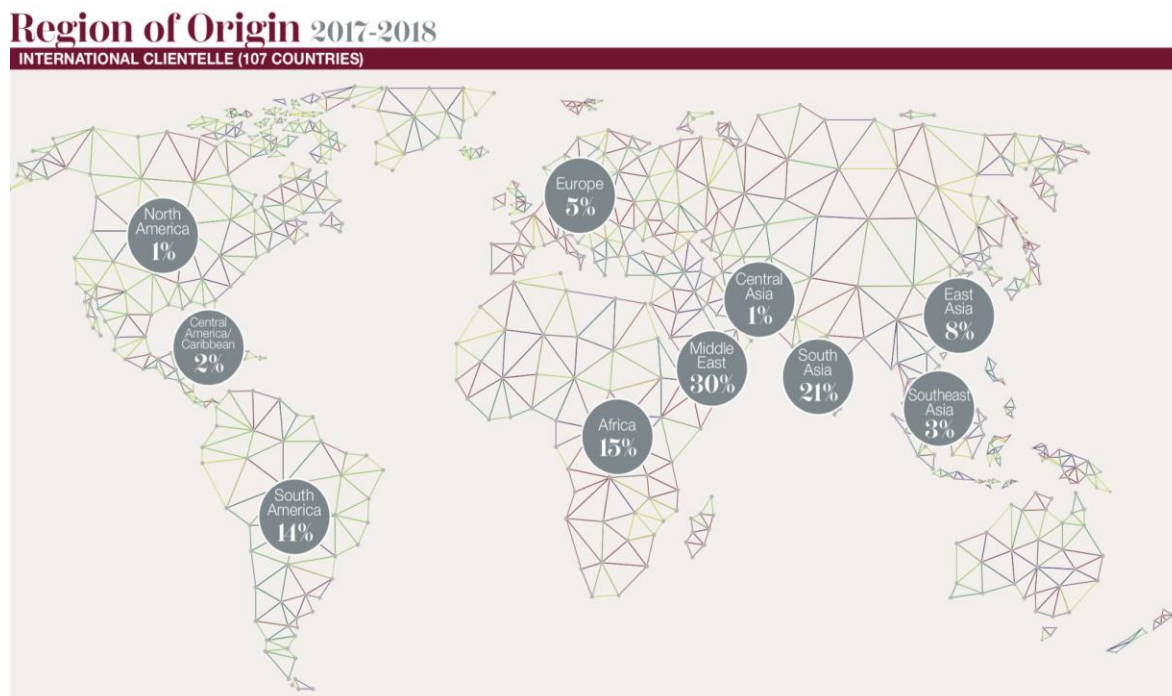 Region of Origin 2017-2018
INTERNATIONAL CLIENTELLE (107 COUNTRIES)
Europe
5%
North
America
1%
Central
Asia
1%
East
Asia
8%
Central
America/
Caribbean
2%
Middle
East
30%
South
Asia
21%
Southeast
Asia
3%
Africa
15%
South
America
14%